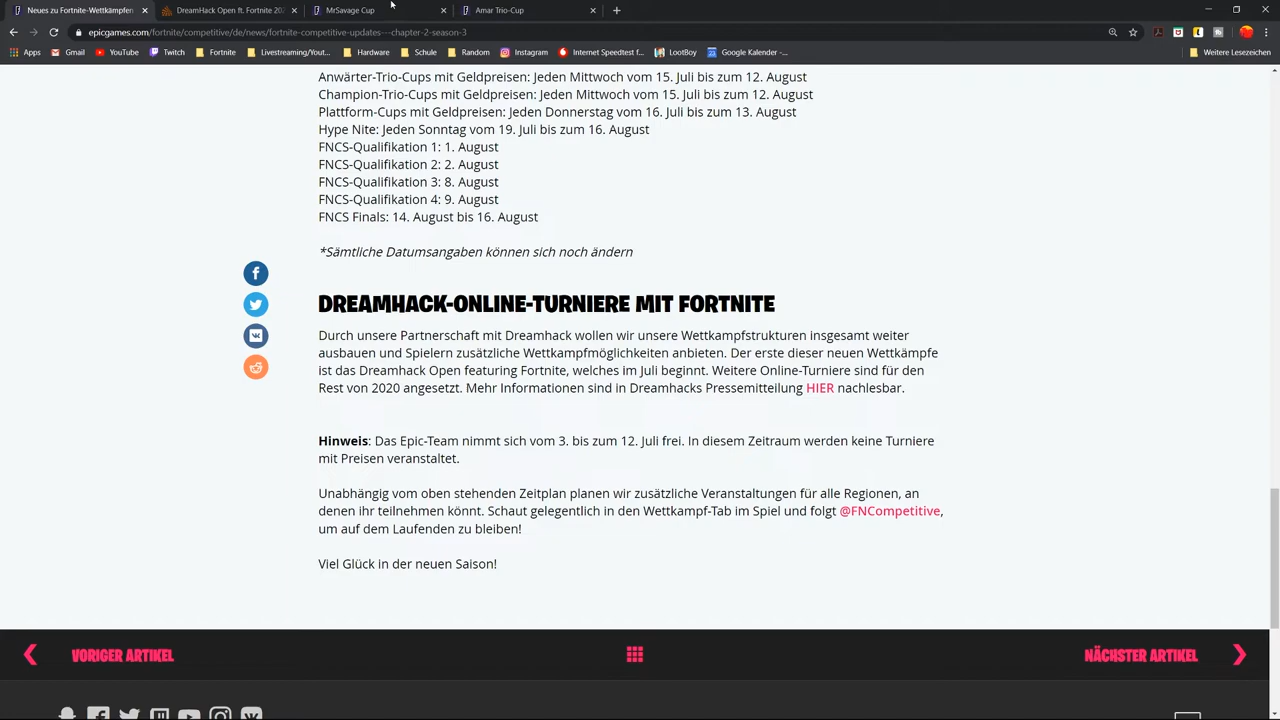 Neues zu Fortnite-Wettkämpfen
DreamHack Open ft. Fortnite 202
MrSavage Cup
Amar Trio-Cup
epicgames.com/fortnite/competitive/de/news/fortnite-competitive-updates---chapter-2-season-3
Apps
Gmail
YouTube
Twitch
Fortnite
Livestreaming/Yout...
Hardware
Schule
Random
Instagram
Internet Speedtest f...
LootBoy
Google Kalender -...
Weitere Lesezeichen
Anwärter-Trio-Cups mit Geldpreisen: Jeden Mittwoch vom 15. Juli bis zum 12. August
Champion-Trio-Cups mit Geldpreisen: Jeden Mittwoch vom 15. Juli bis zum 12. August
Plattform-Cups mit Geldpreisen: Jeden Donnerstag vom 16. Juli bis zum 13. August
Hype Nite: Jeden Sonntag vom 19. Juli bis zum 16. August
FNCS-Qualifikation 1: 1. August
FNCS-Qualifikation 2: 2. August
FNCS-Qualifikation 3: 8. August
FNCS-Qualifikation 4: 9. August
FNCS Finals: 14. August bis 16. August
*Sämtliche Datumsangaben können sich noch ändern
DREAMHACK-ONLINE-TURNIERE MIT FORTNITE
Durch unsere Partnerschaft mit Dreamhack wollen wir unsere Wettkampfstrukturen insgesamt weiter
ausbauen und Spielern zusätzliche Wettkampfmöglichkeiten anbieten. Der erste dieser neuen Wettkämpfe
ist das Dreamhack Open featuring Fortnite, welches im Juli beginnt. Weitere Online-Turniere sind für den
Rest von 2020 angesetzt. Mehr Informationen sind in Dreamhacks Pressemitteilung HIER nachlesbar.
Hinweis: Das Epic-Team nimmt sich vom 3. bis zum 12. Juli frei. In diesem Zeitraum werden keine Turniere
mit Preisen veranstaltet.
Unabhängig vom oben stehenden Zeitplan planen wir zusätzliche Veranstaltungen für alle Regionen, an
denen ihr teilnehmen könnt. Schaut gelegentlich in den Wettkampf-Tab im Spiel und folgt @FNCompetitive,
um auf dem Laufenden zu bleiben!
Viel Glück in der neuen Saison!
VORIGER ARTIKEL
NÄCHSTER ARTIKEL